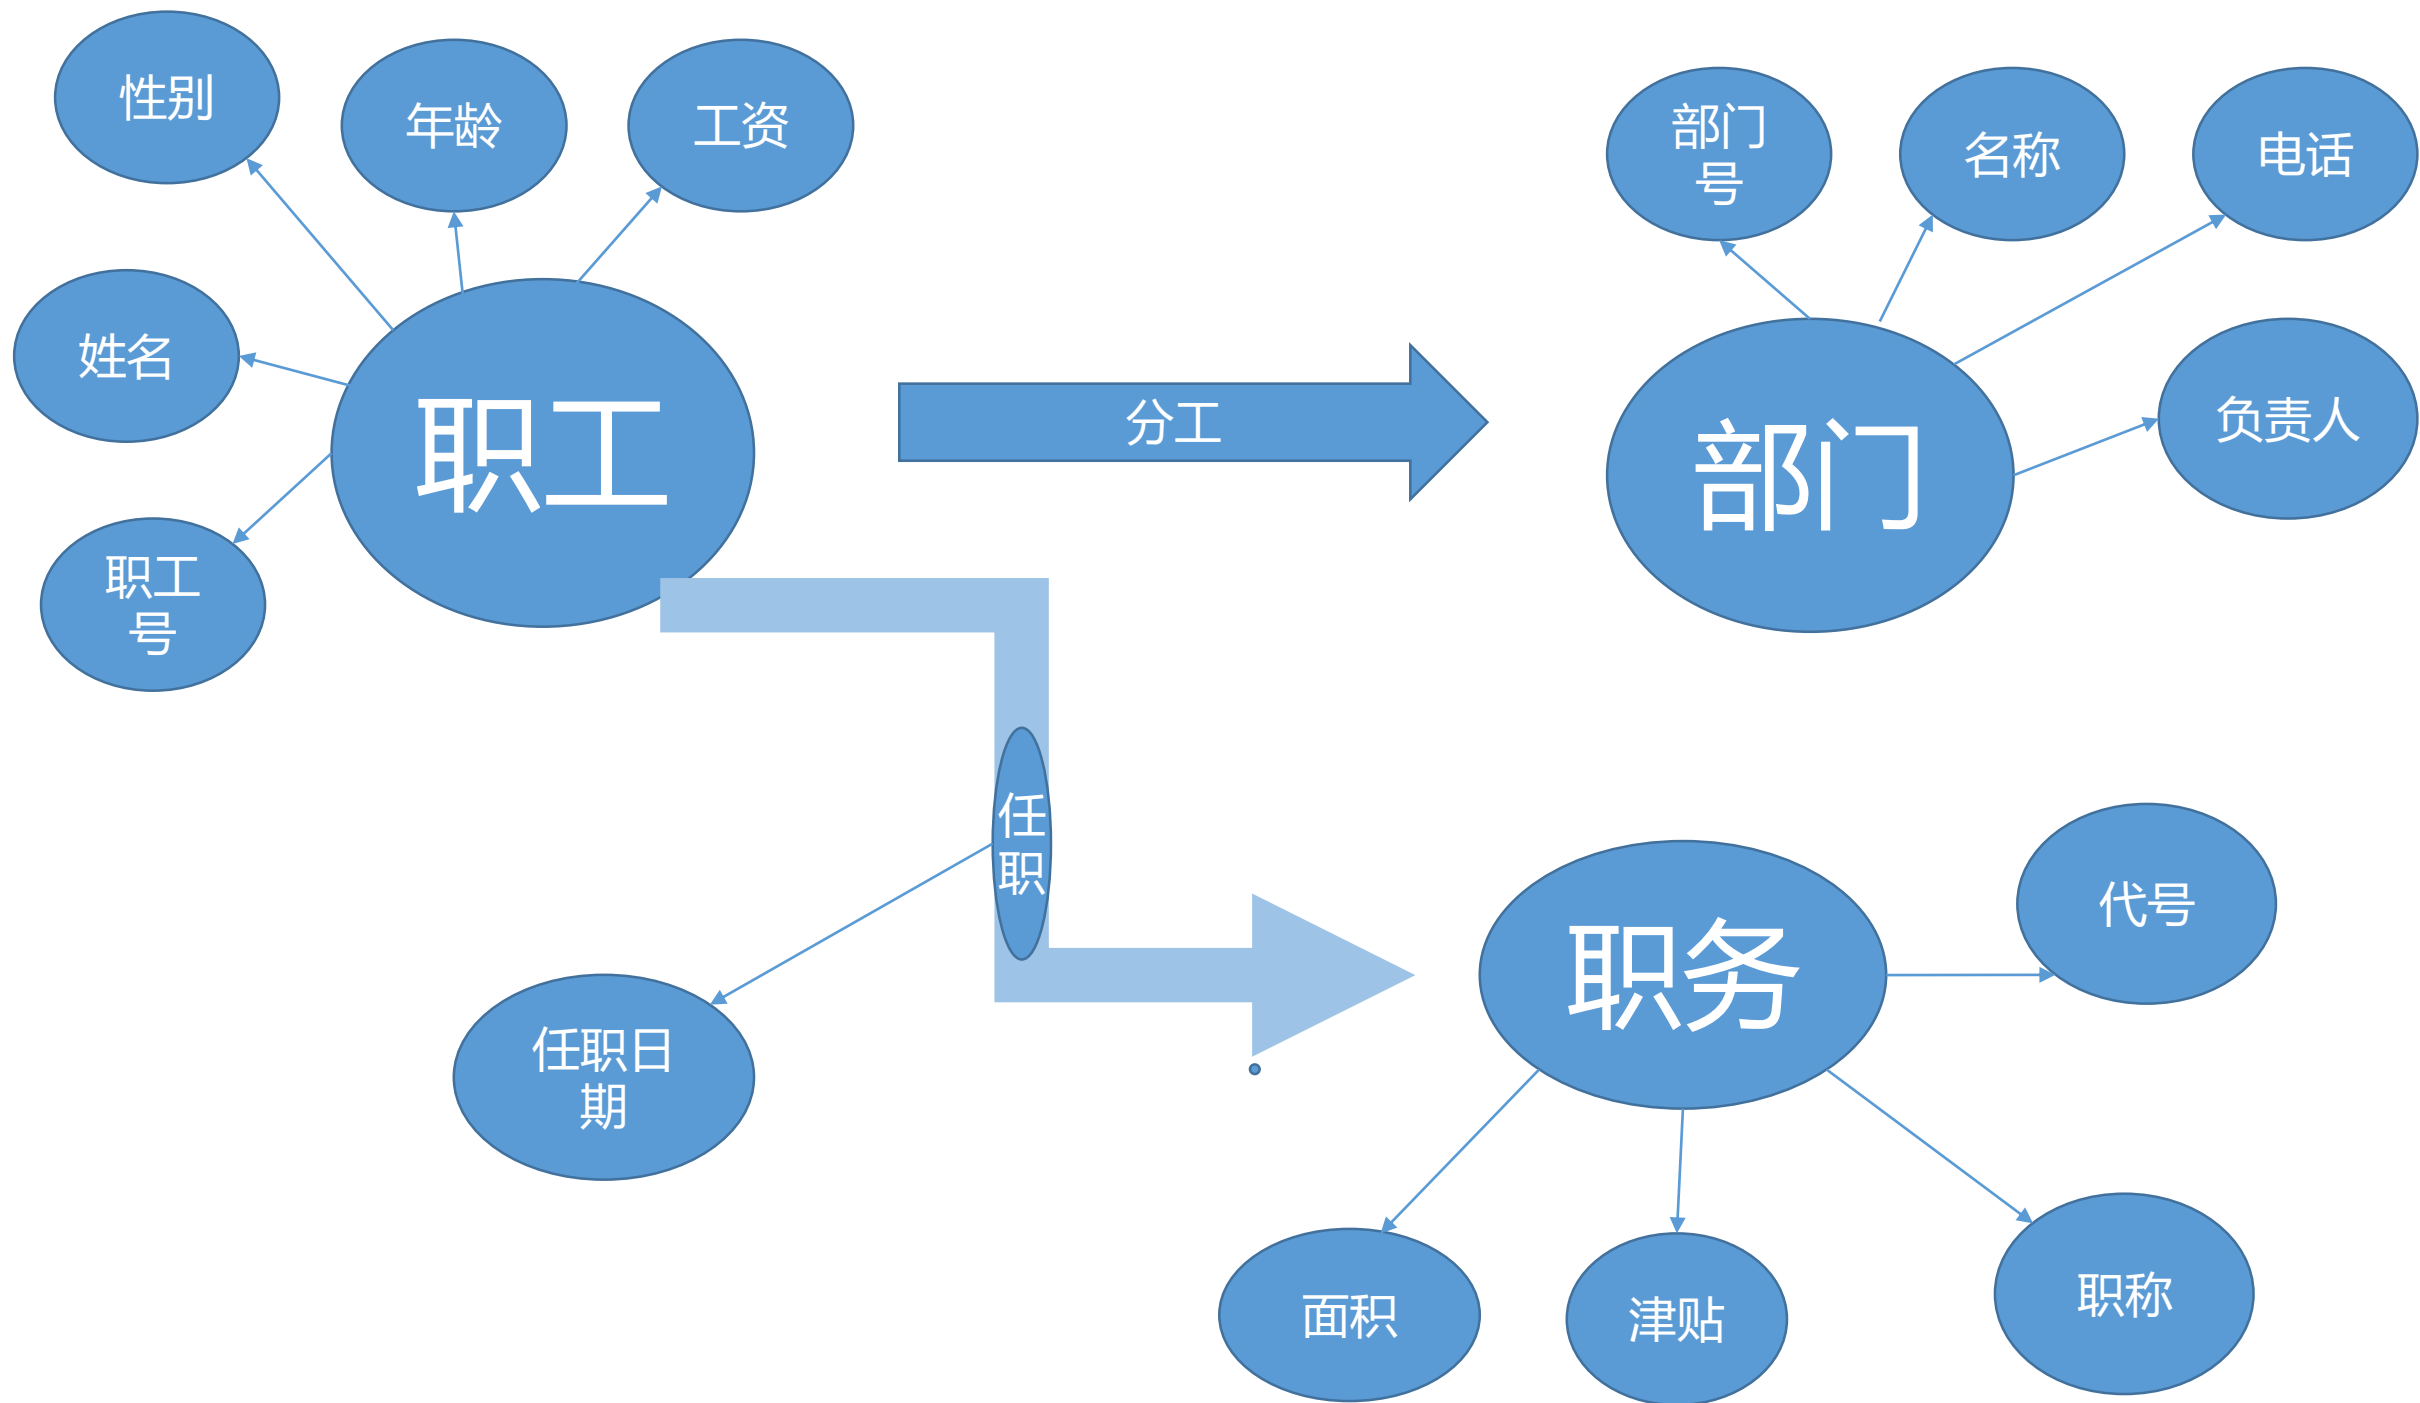 性别
年龄
工资
姓名
职工
职工
号
分工
部门
号
名称
电话
负责人
部门
任
职
任职日
期
职务
代号
面积
津贴
职称